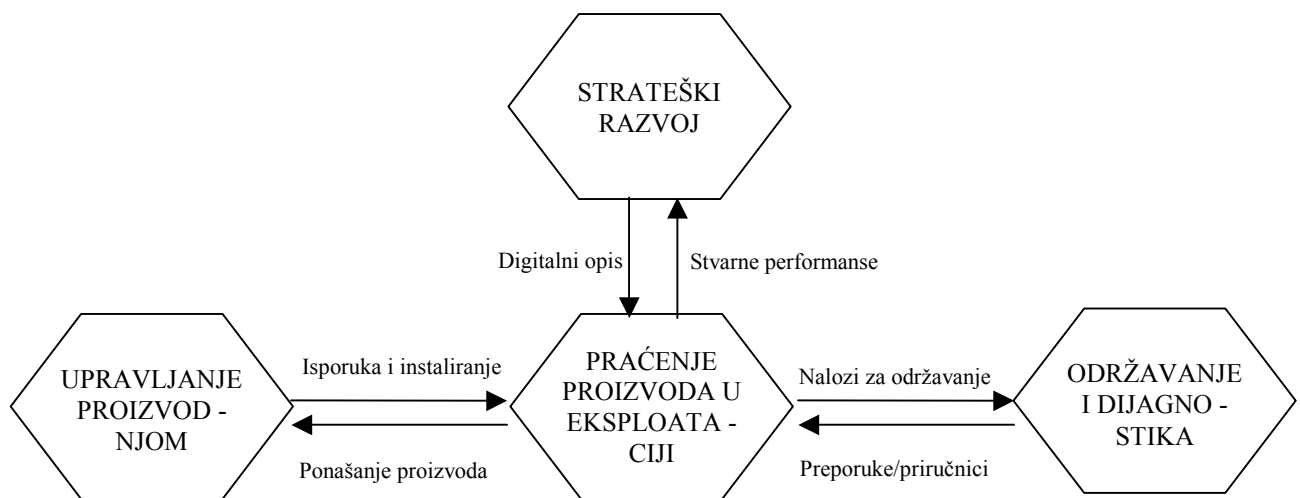 STRATEŠKI
RAZVOJ
Digitalni opis
Stvarne performanse
UPRAVLJANJE
PROIZVOD -
NJOM
Isporuka i instaliranje
Ponašanje proizvoda
PRAĆENJE
PROIZVODA U
EKSPLOATA -
CIJI
Nalozi za održavanje
Preporuke/priručnici
ODRŽAVANJE
I DIJAGNO -
STIKA